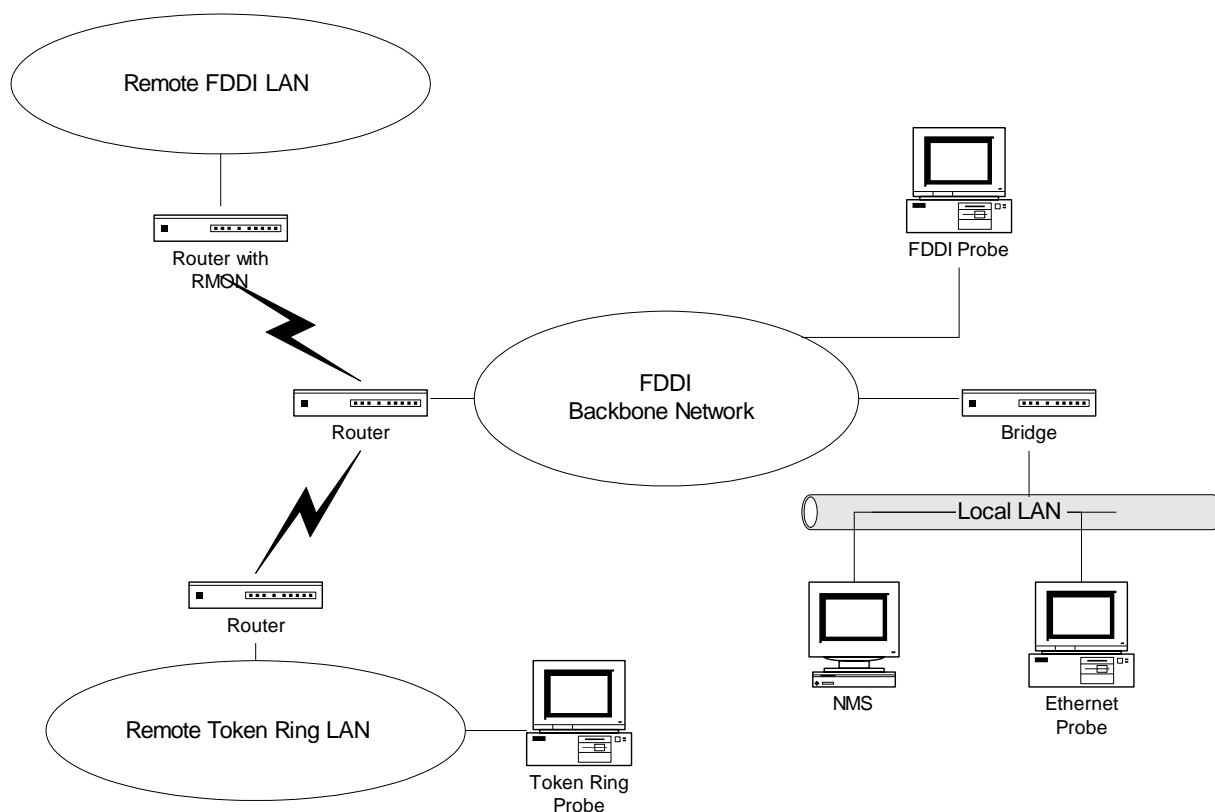 Remote FDDI LAN
Router with
RMON
FDDI Probe
FDDI
Backbone Network
Router
Bridge
Local LAN
Router
NMS
Ethernet
Probe
Remote Token Ring LAN
Token Ring
Probe